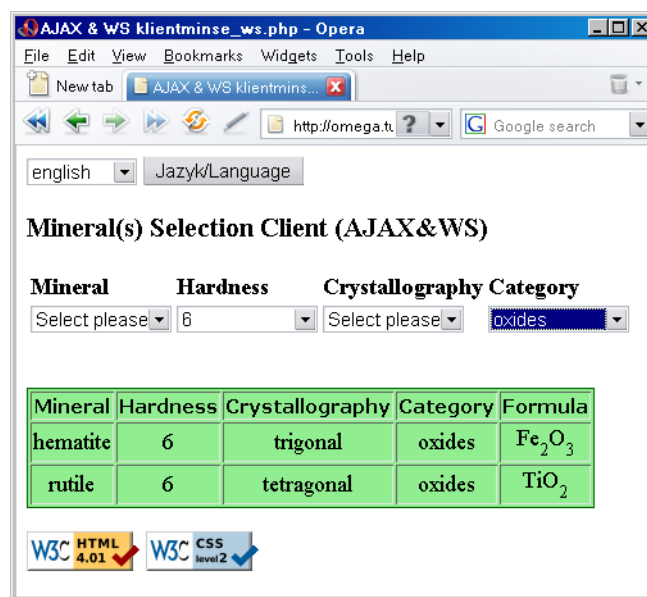 AJAX & WS klientminse_ws.php - Opera
File Edit View Bookmarks Widgets Tools Help
New tab AJAX & WS klientmins...
http://omega.tu ? G Google search
english Jazyk/Language
Mineral(s) Selection Client (AJAX&WS)
Mineral Hardness Crystallography Category
Select please 6 Select please oxides
Mineral Hardness Crystallography Category Formula
hematite 6 trigonal oxides Fe₂O₃
rutile 6 tetragonal oxides TiO₂
W3C HTML 4.01 W3C CSS level 2